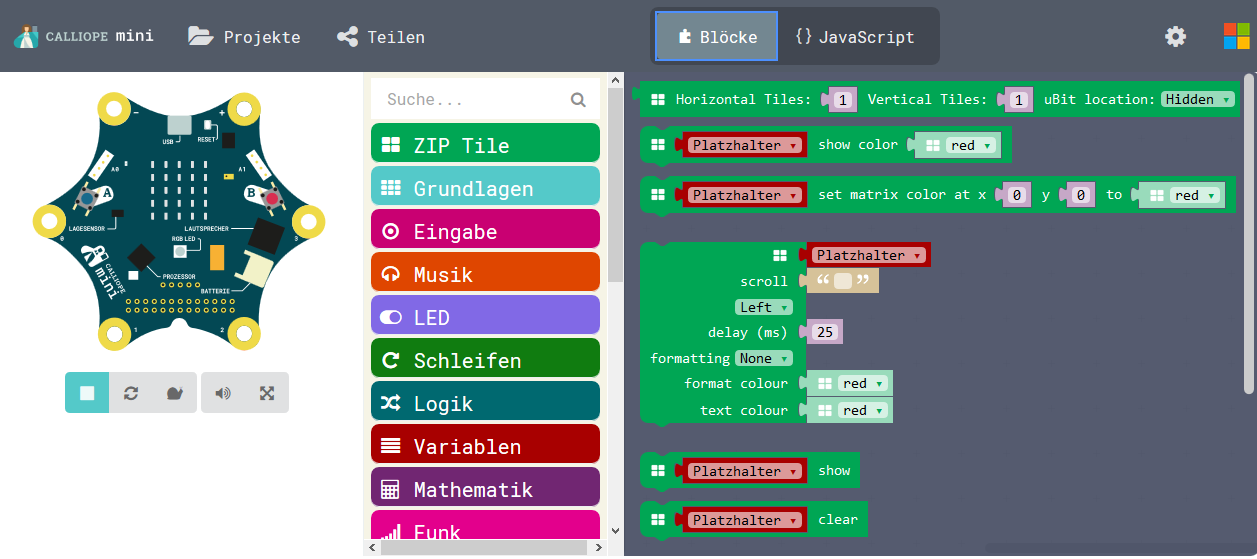 CALLIOPE mini
Projekte
Teilen
Blöcke
{} JavaScript
− +
USB
RESET
A0
A1
A
B
LAGESENSOR
LAUTSPRECHER
0
RGB LED
3
CALLIOPE
mini
PROZESSOR
BATTERIE
1
2
Suche...
ZIP Tile
Grundlagen
Eingabe
Musik
LED
Schleifen
Logik
Variablen
Mathematik
Funk
Horizontal Tiles: 1 Vertical Tiles: 1 uBit location: Hidden
Platzhalter show color red
Platzhalter set matrix color at x 0 y 0 to red
Platzhalter
scroll “ ”
Left
delay (ms) 25
formatting None
format colour red
text colour red
Platzhalter show
Platzhalter clear